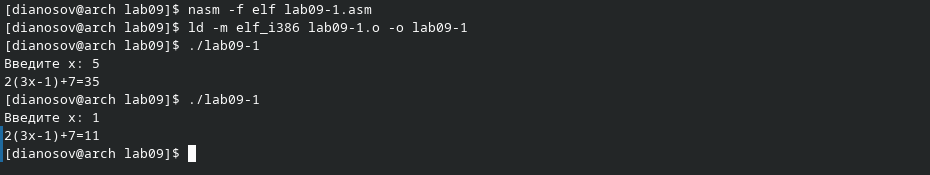 [dianosov@arch lab09]$ nasm -f elf lab09-1.asm
[dianosov@arch lab09]$ ld -m elf_i386 lab09-1.o -o lab09-1
[dianosov@arch lab09]$ ./lab09-1
Введите x: 5
2(3x-1)+7=35
[dianosov@arch lab09]$ ./lab09-1
Введите x: 1
2(3x-1)+7=11
[dianosov@arch lab09]$